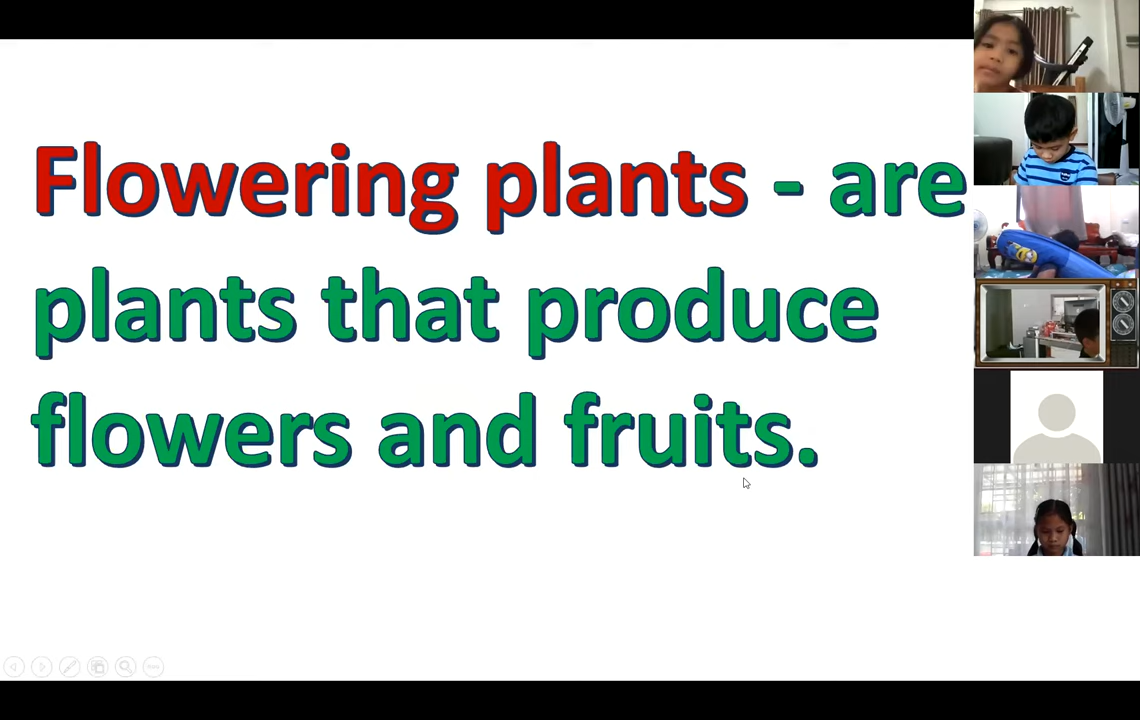 Flowering plants - are
plants that produce
flowers and fruits.